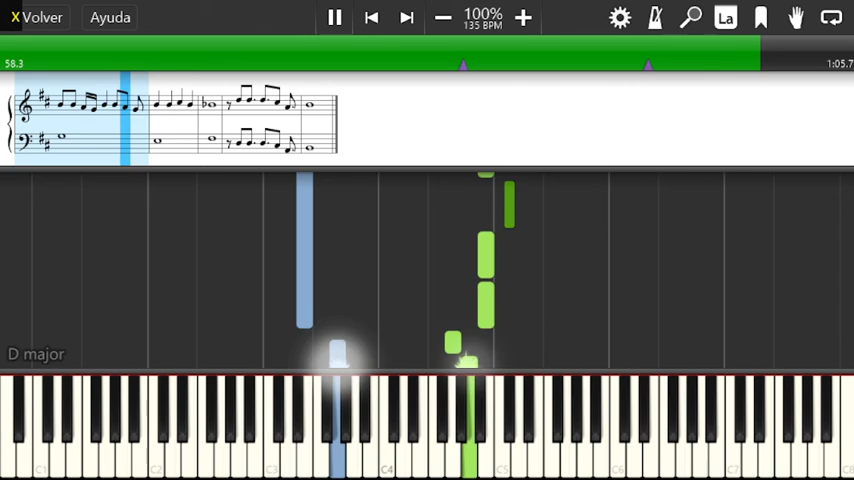 X Volver
Ayuda
100%
135 BPM
La
58.3
1:05.7
D major
C1
C2
C3
C4
C5
C6
C7
C8